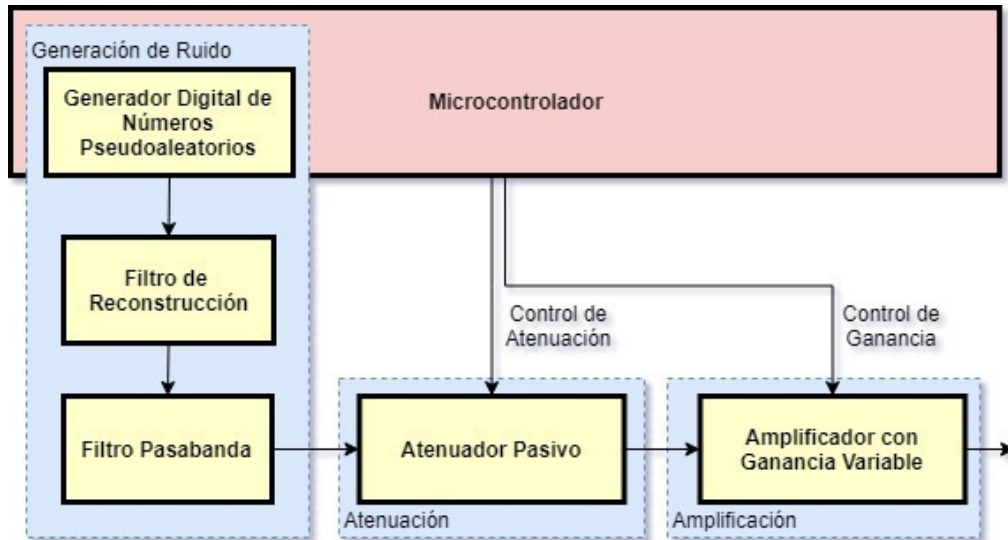 Generación de Ruido
Generador Digital de
Números
Pseudoaleatorios
Microcontrolador
Filtro de
Reconstrucción
Control de
Atenuación
Control de
Ganancia
Filtro Pasabanda
Atenuador Pasivo
Amplificador con
Ganancia Variable
Atenuación
Amplificación